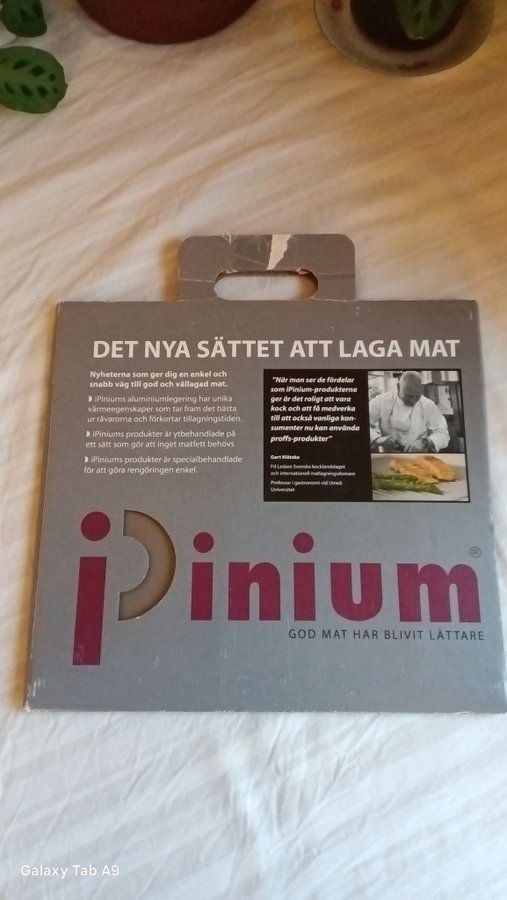 DET NYA SÄTTET ATT LAGA MAT
Nyheterna som ger dig en enkel och
snabb väg till god och vällagad mat.
iPiniums aluminiumlegering har unika
värmeegenskaper som tar fram det bästa
ur råvarorna och förkortar tillagningstiden.
iPiniums produkter är ytbehandlade på
ett sätt som gör att inget matfett behövs
iPiniums produkter är specialbehandlade
för att göra rengöringen enkel.
"När man ser de fördelar
som iPinium-produkterna
ger är det roligt att vara
kock och att få medverka
till att också vanliga kon-
sumenter nu kan använda
proffs-produkter"
Gert Klötzke
Fd Ledare Svenska kocklandslaget
och internationell matlagningsdomare
Professor i gastronomi vid Umeå
Universitet
iPinium®
GOD MAT HAR BLIVIT LÄTTARE
Galaxy Tab A9